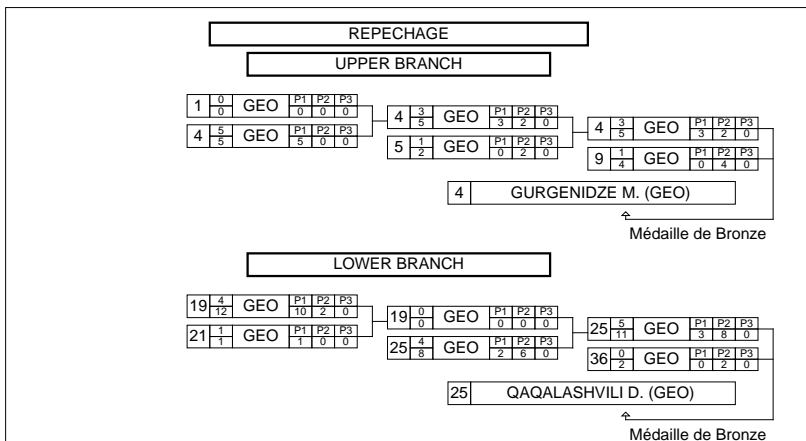 REPECHAGE
UPPER BRANCH
1 0 GEO P1 P2 P3
0 0 0 0
4 5 GEO P1 P2 P3
5 5 0 0
4 3 GEO P1 P2 P3
5 3 2 0
5 1 GEO P1 P2 P3
2 0 2 0
4 3 GEO P1 P2 P3
5 3 2 0
9 1 GEO P1 P2 P3
4 0 4 0
4 GURGENIDZE M. (GEO)
Médaille de Bronze
LOWER BRANCH
19 4 GEO P1 P2 P3
12 10 2 0
21 1 GEO P1 P2 P3
1 1 0 0
19 0 GEO P1 P2 P3
0 0 0 0
25 4 GEO P1 P2 P3
8 2 6 0
25 5 GEO P1 P2 P3
11 3 8 0
36 0 GEO P1 P2 P3
2 0 2 0
25 QAQALASHVILI D. (GEO)
Médaille de Bronze